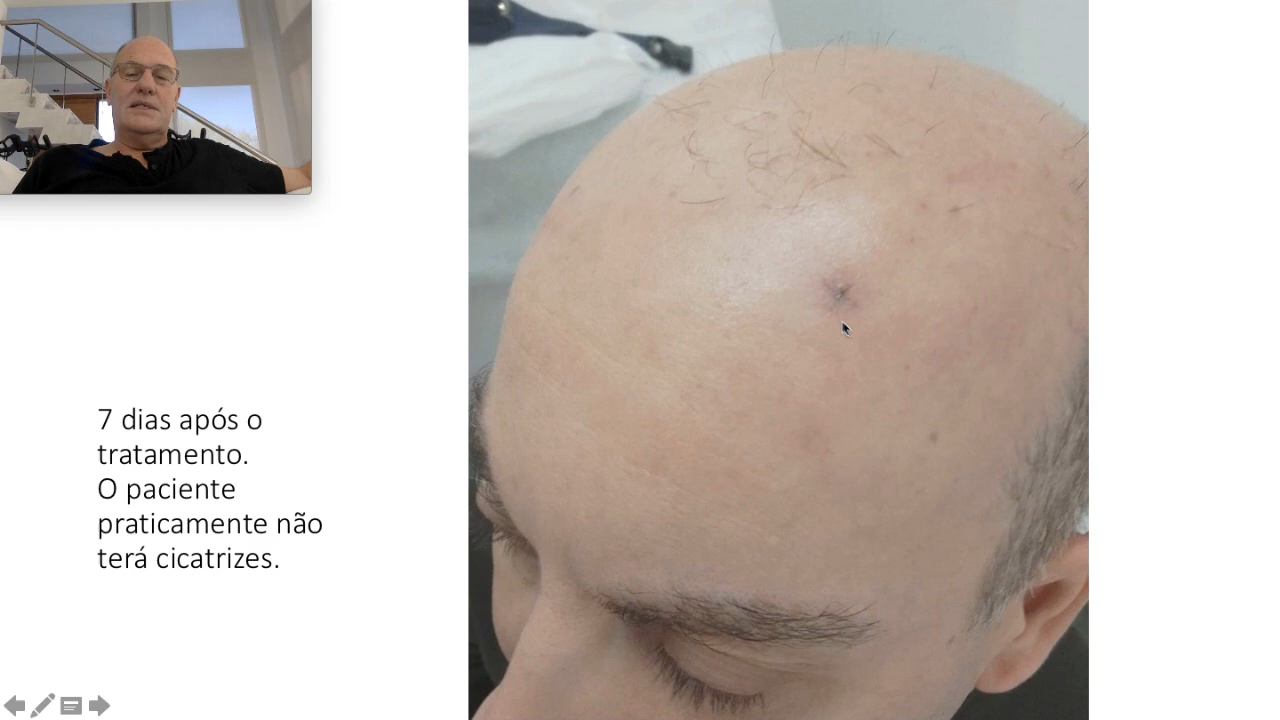 7 dias após o
tratamento.
O paciente
praticamente não
terá cicatrizes.